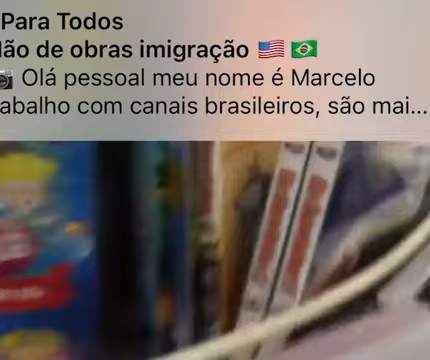 Para Todos
ão de obras imigração 🇺🇸 🇧🇷
📷 Olá pessoal meu nome é Marcelo
abalho com canais brasileiros, são mai...